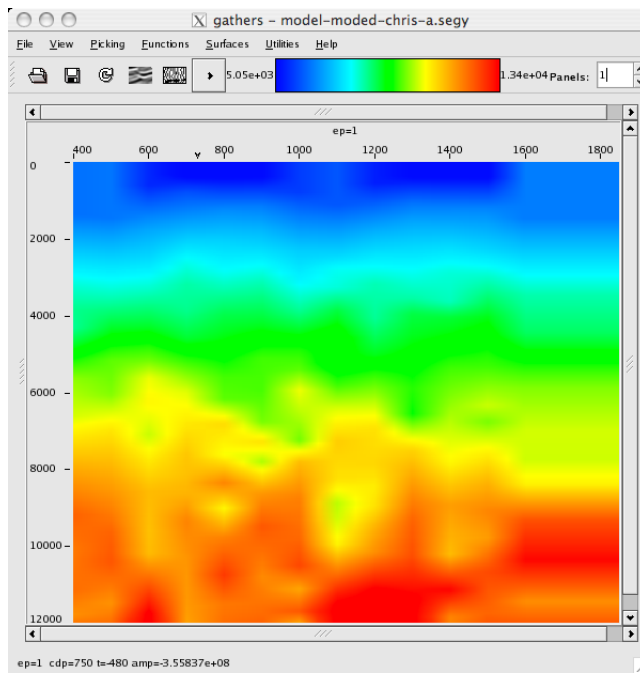 gathers – model-moded-chris-a.segy
File View Picking Functions Surfaces Utilities Help
5.05e+03 1.34e+04 Panels: 1
ep=1
400 600 800 1000 1200 1400 1600 1800
0
2000
4000
6000
8000
10000
12000
ep=1 cdp=750 t=-480 amp=-3.55837e+08